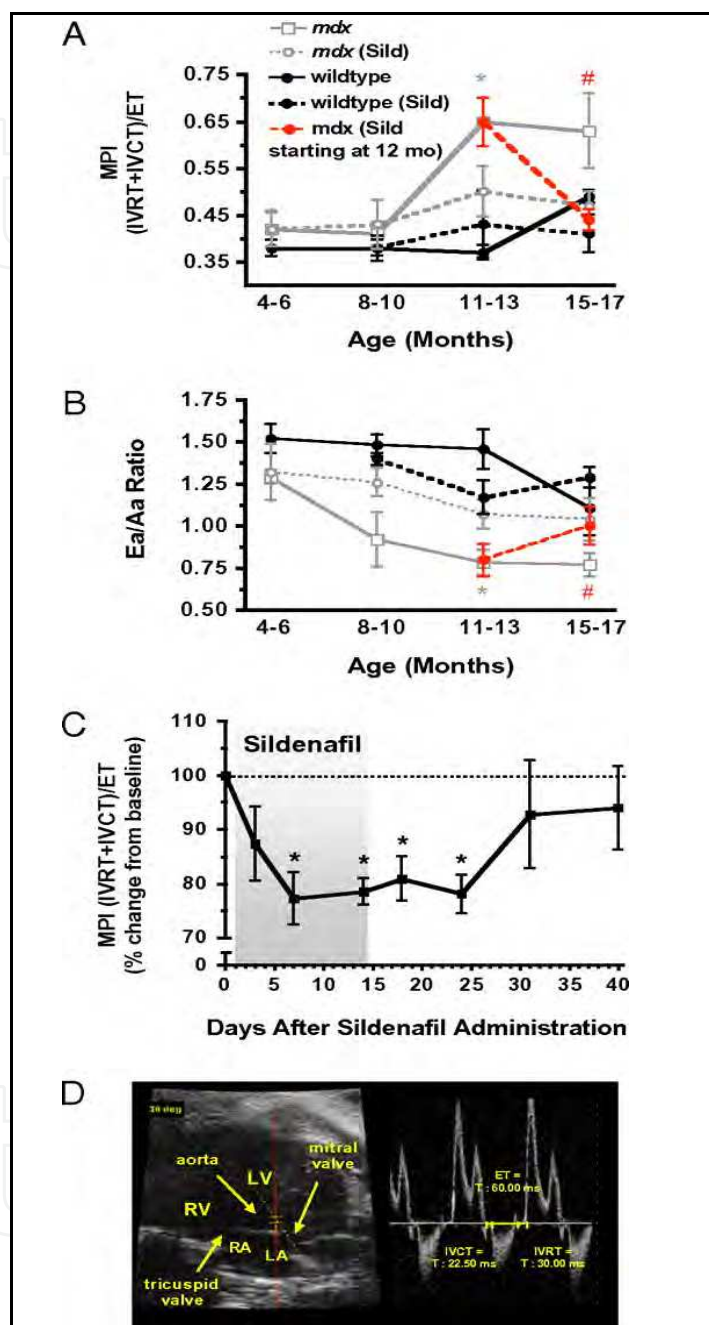 A
mdx
mdx (Sild)
wildtype
wildtype (Sild)
mdx (Sild
starting at 12 mo)
*
#
MPI
(IVRT+IVCT)/ET
0.75
0.65
0.55
0.45
0.35
4-6
8-10
11-13
15-17
Age (Months)
B
Ea/Aa Ratio
1.75
1.50
1.25
1.00
0.75
0.50
*
#
4-6
8-10
11-13
15-17
Age (Months)
C
MPI (IVRT+IVCT)/ET
(% change from baseline)
110
100
90
80
70
0
Sildenafil
* * * *
0 5 10 15 20 25 30 35 40
Days After Sildenafil Administration
D
aorta
LV
mitral
valve
RV
RA
LA
tricuspid
valve
ET =
T : 60.00 ms
IVCT =
T : 22.50 ms
IVRT =
T : 30.00 ms